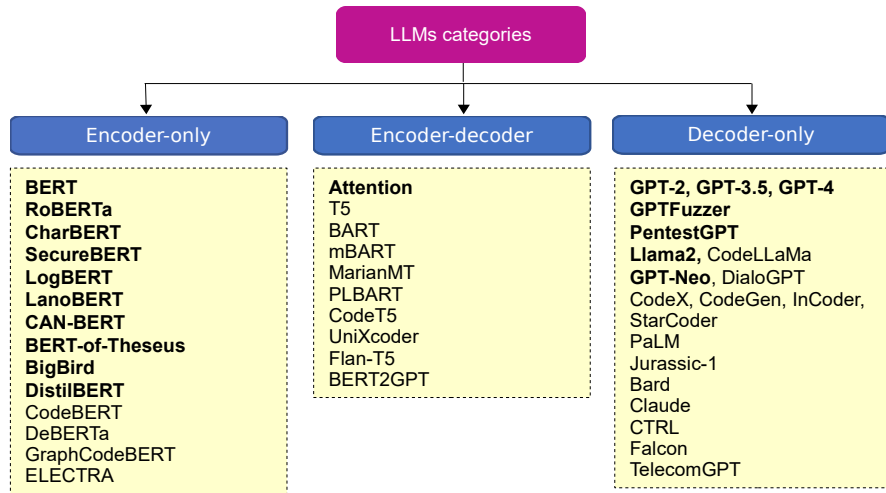 LLMs categories
Encoder-only
BERT
RoBERTa
CharBERT
SecureBERT
LogBERT
LanoBERT
CAN-BERT
BERT-of-Theseus
BigBird
DistilBERT
CodeBERT
DeBERTa
GraphCodeBERT
ELECTRA
Encoder-decoder
Attention
T5
BART
mBART
MarianMT
PLBART
CodeT5
UniXcoder
Flan-T5
BERT2GPT
Decoder-only
GPT-2, GPT-3.5, GPT-4
GPTFuzzer
PentestGPT
Llama2, CodeLLaMa
GPT-Neo, DialoGPT
CodeX, CodeGen, InCoder,
StarCoder
PaLM
Jurassic-1
Bard
Claude
CTRL
Falcon
TelecomGPT